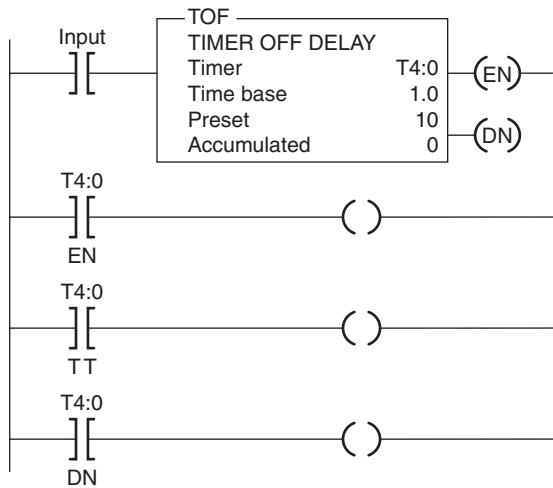 TOF
Input
TIMER OFF DELAY
Timer T4:0
Time base 1.0
Preset 10
Accumulated 0
EN
DN
T4:0
EN
T4:0
TT
T4:0
DN